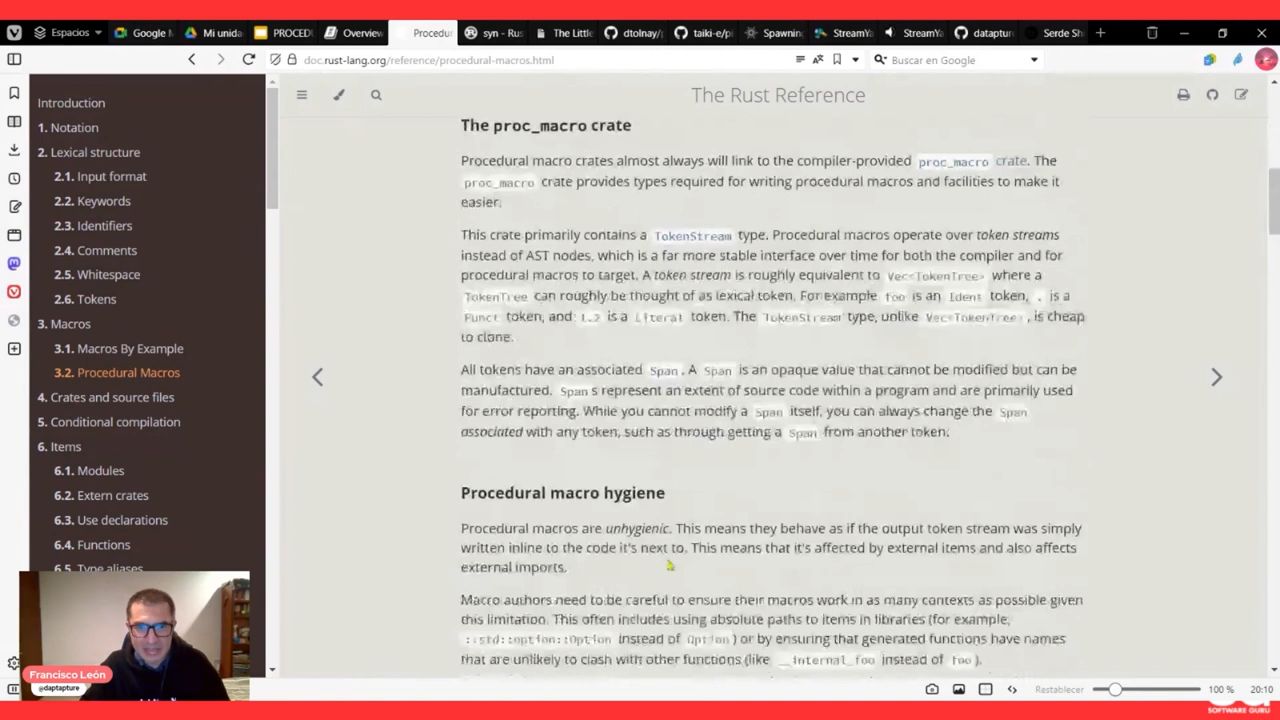 Espacios
Google M
Mi unida
PROCED
Overview
Procedur
syn - Rus
The Little
dtolnay/
taiki-e/pi
Spawnin
StreamYa
StreamYa
dataptur
Serde Sh
doc.rust-lang.org/reference/procedural-macros.html
Buscar en Google
Introduction
1. Notation
2. Lexical structure
2.1. Input format
2.2. Keywords
2.3. Identifiers
2.4. Comments
2.5. Whitespace
2.6. Tokens
3. Macros
3.1. Macros By Example
3.2. Procedural Macros
4. Crates and source files
5. Conditional compilation
6. Items
6.1. Modules
6.2. Extern crates
6.3. Use declarations
6.4. Functions
6.5. Type aliases
The Rust Reference
The proc_macro crate
Procedural macro crates almost always will link to the compiler-provided proc_macro crate. The
proc_macro crate provides types required for writing procedural macros and facilities to make it
easier.
This crate primarily contains a TokenStream type. Procedural macros operate over token streams
instead of AST nodes, which is a far more stable interface over time for both the compiler and for
procedural macros to target. A token stream is roughly equivalent to Vec<TokenTree> where a
TokenTree can roughly be thought of as lexical token. For example foo is an Ident token, . is a
Punct token, and 1.2 is a Literal token. The TokenStream type, unlike Vec<TokenTree>, is cheap
to clone.
All tokens have an associated Span. A Span is an opaque value that cannot be modified but can be
manufactured. Spans represent an extent of source code within a program and are primarily used
for error reporting. While you cannot modify a Span itself, you can always change the Span
associated with any token, such as through getting a Span from another token.
Procedural macro hygiene
Procedural macros are unhygienic. This means they behave as if the output token stream was simply
written inline to the code it's next to. This means that it's affected by external items and also affects
external imports.
Macro authors need to be careful to ensure their macros work in as many contexts as possible given
this limitation. This often includes using absolute paths to items in libraries (for example,
::std::option::Option instead of Option) or by ensuring that generated functions have names
that are unlikely to clash with other functions (like __internal_foo instead of foo).
Francisco León
@daptapture
Restablecer
100 %
20:10
SOFTWARE GURU